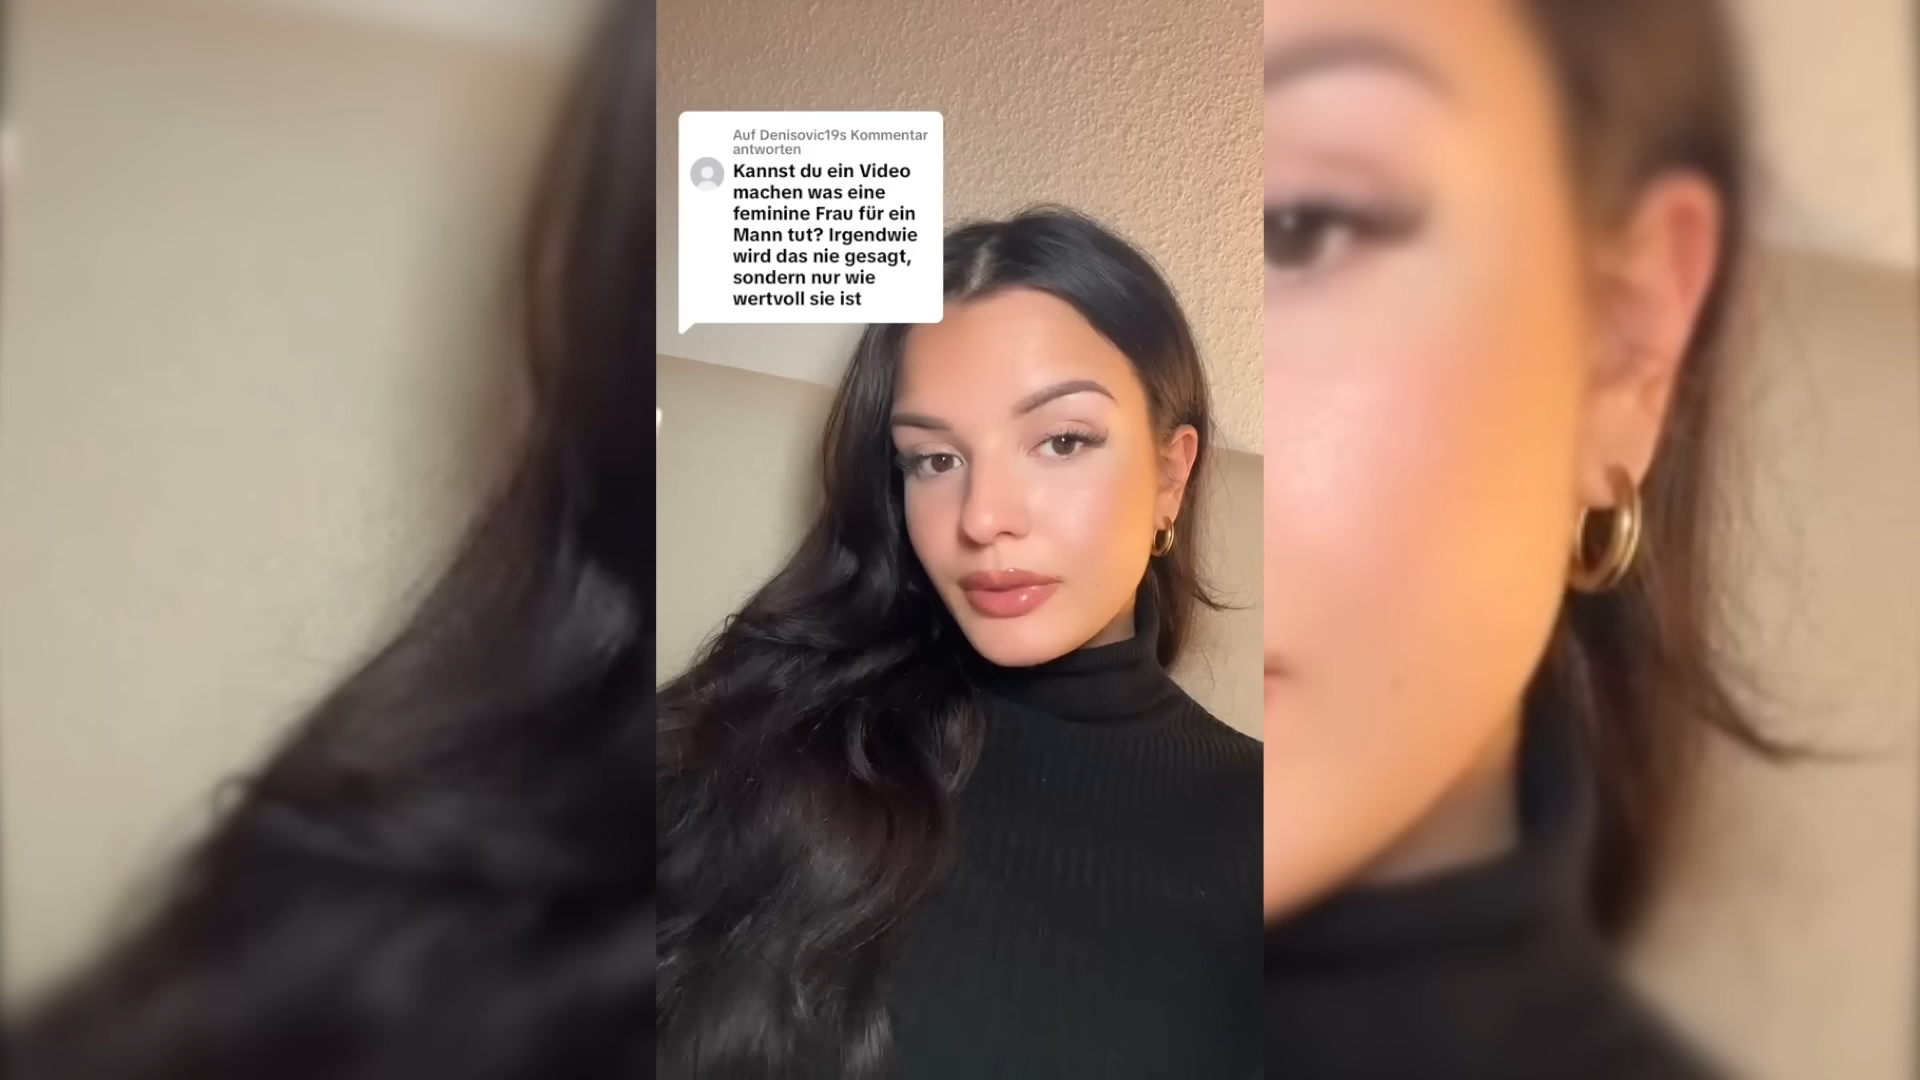 Auf Denisovic19s Kommentar
antworten
Kannst du ein Video
machen was eine
feminine Frau für ein
Mann tut? Irgendwie
wird das nie gesagt,
sondern nur wie
wertvoll sie ist